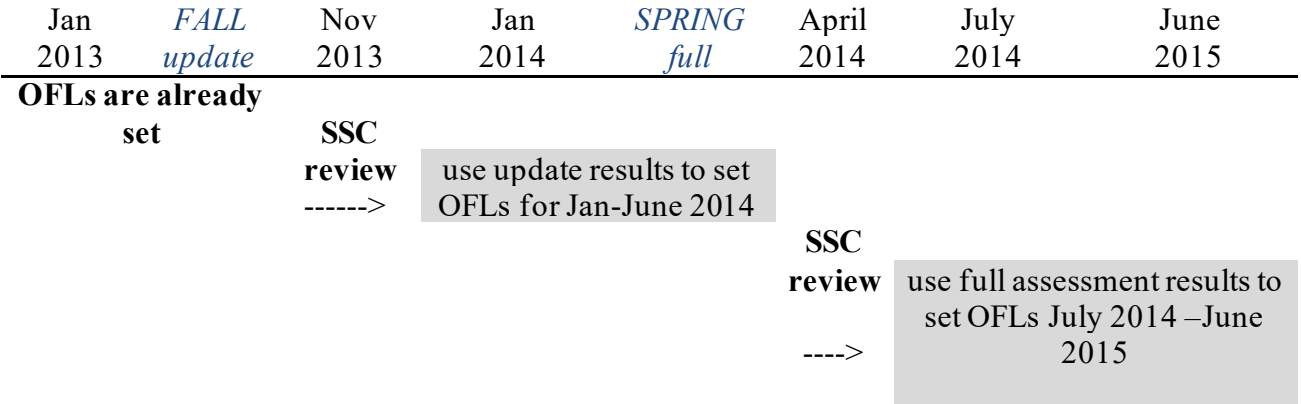 Jan FALL Nov Jan SPRING April July June
2013 update 2013 2014 full 2014 2014 2015
OFLs are already
set SSC
review use update results to set
------> OFLs for Jan-June 2014
SSC
review use full assessment results to
set OFLs July 2014 –June
----> 2015